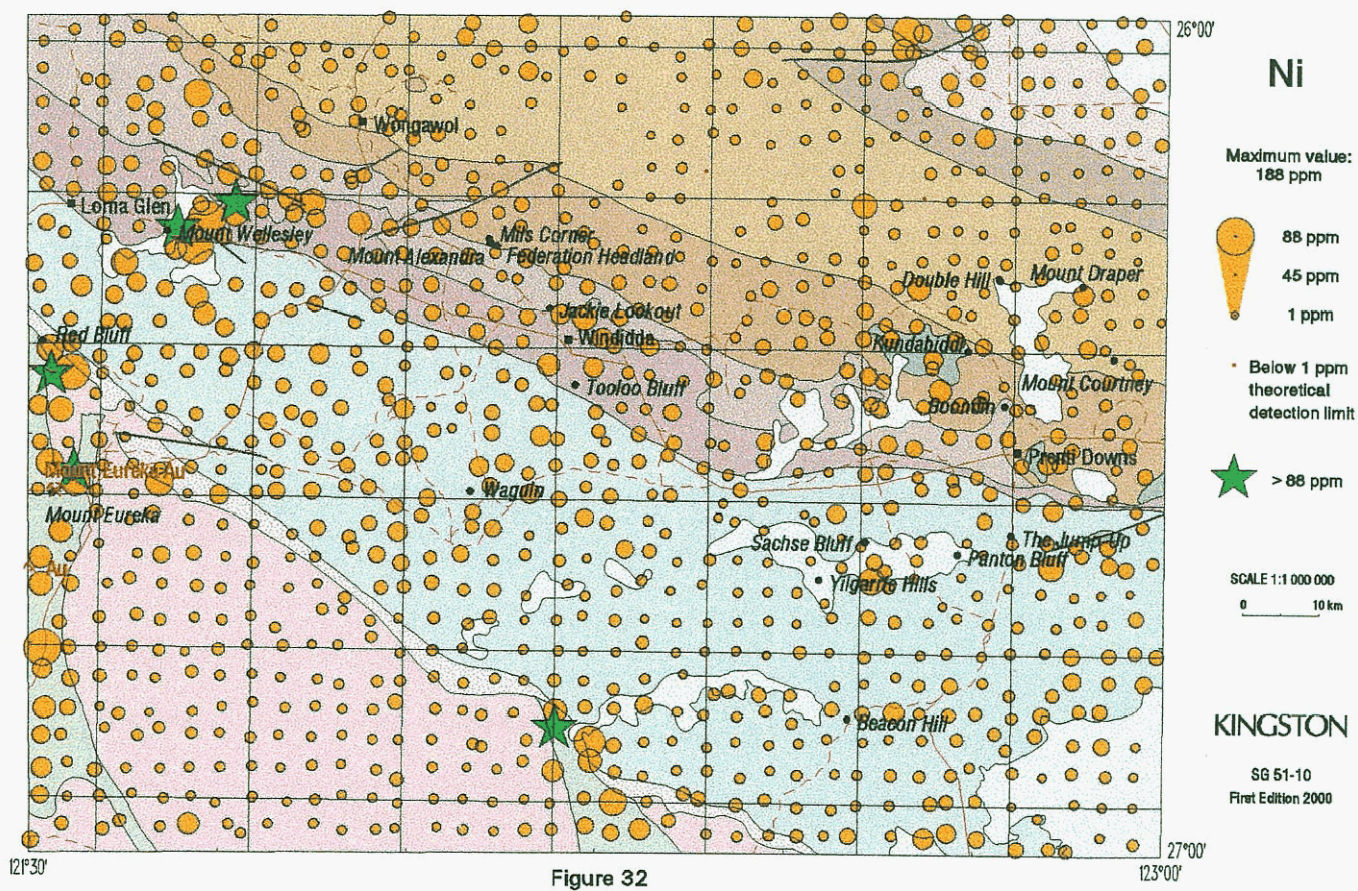 26°00'
Ni
Maximum value:
188 ppm
88 ppm
45 ppm
1 ppm
Below 1 ppm
theoretical
detection limit
> 88 ppm
SCALE 1:1 000 000
0 10 km
KINGSTON
SG 51-10
First Edition 2000
Wongawol
Lorna Glen
Mount Wellesley
Mils Corner
Mount Alexandra
Federation Headland
Double Hill
Mount Draper
Jackie Lookout
Red Bluff
Windidda
Kundabiddi
Tooloo Bluff
Mount Courtney
Boondin
Prenti Downs
Mount Eureka Au
Waguin
Mount Eureka
Sachse Bluff
The Jump-Up
Panton Bluff
Au
Yilgarite Hills
Beacon Hill
121°30'
27°00'
123°00'
Figure 32